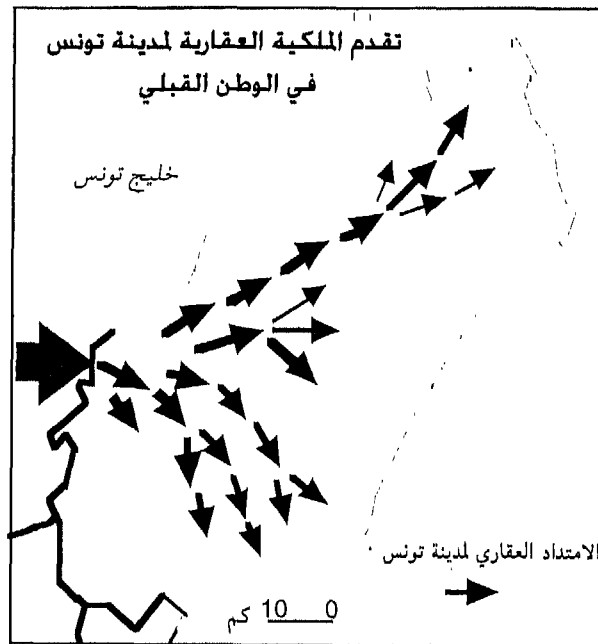 تقدم الملكية العقارية لمدينة تونس
في الوطن القبلي
خليج تونس
الامتداد العقاري لمدينة تونس
كم 10 0